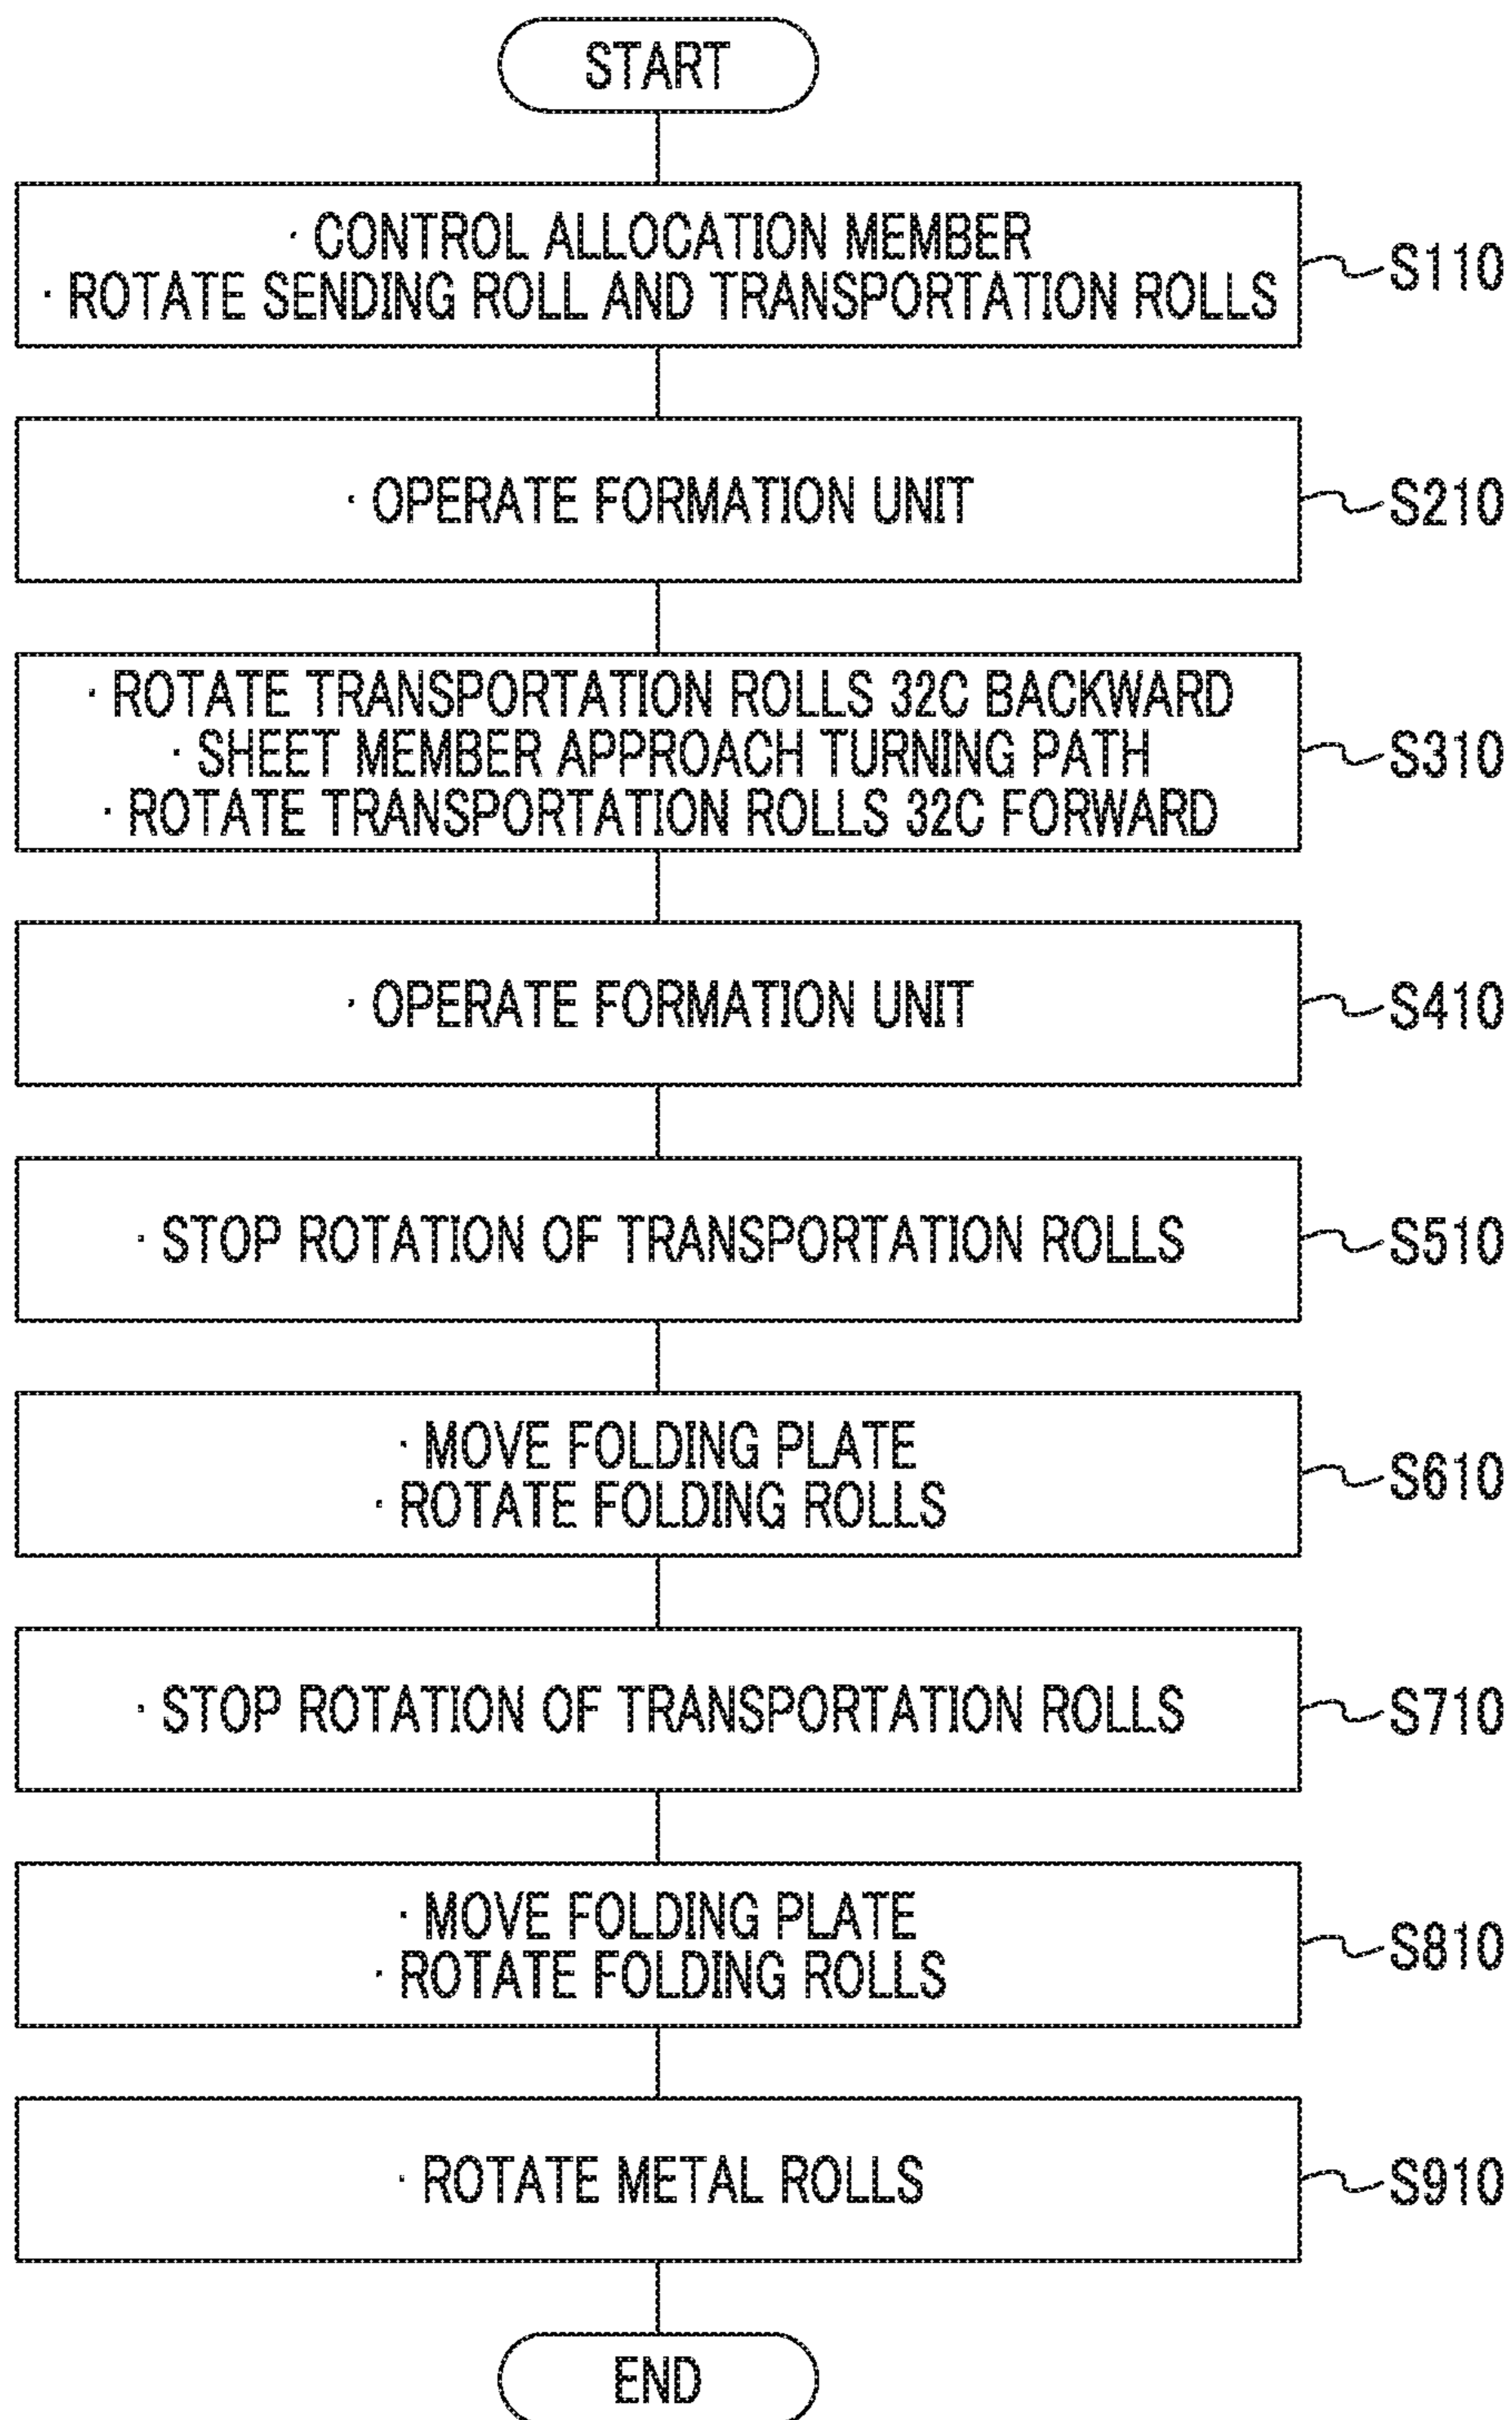 START
· CONTROL ALLOCATION MEMBER
· ROTATE SENDING ROLL AND TRANSPORTATION ROLLS
S110
· OPERATE FORMATION UNIT
S210
· ROTATE TRANSPORTATION ROLLS 32C BACKWARD
· SHEET MEMBER APPROACH TURNING PATH
· ROTATE TRANSPORTATION ROLLS 32C FORWARD
S310
· OPERATE FORMATION UNIT
S410
· STOP ROTATION OF TRANSPORTATION ROLLS
S510
· MOVE FOLDING PLATE
· ROTATE FOLDING ROLLS
S610
· STOP ROTATION OF TRANSPORTATION ROLLS
S710
· MOVE FOLDING PLATE
· ROTATE FOLDING ROLLS
S810
· ROTATE METAL ROLLS
S910
END